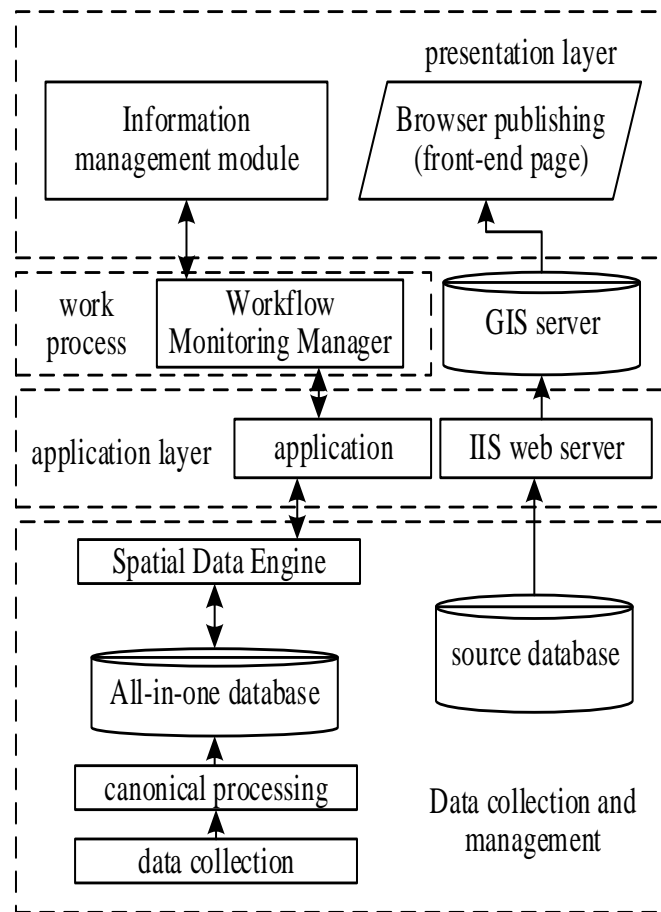 presentation layer
Information
management module
Browser publishing
(front-end page)
work
process
Workflow
Monitoring Manager
GIS server
application layer
application
IIS web server
Spatial Data Engine
All-in-one database
source database
canonical processing
data collection
Data collection and
management